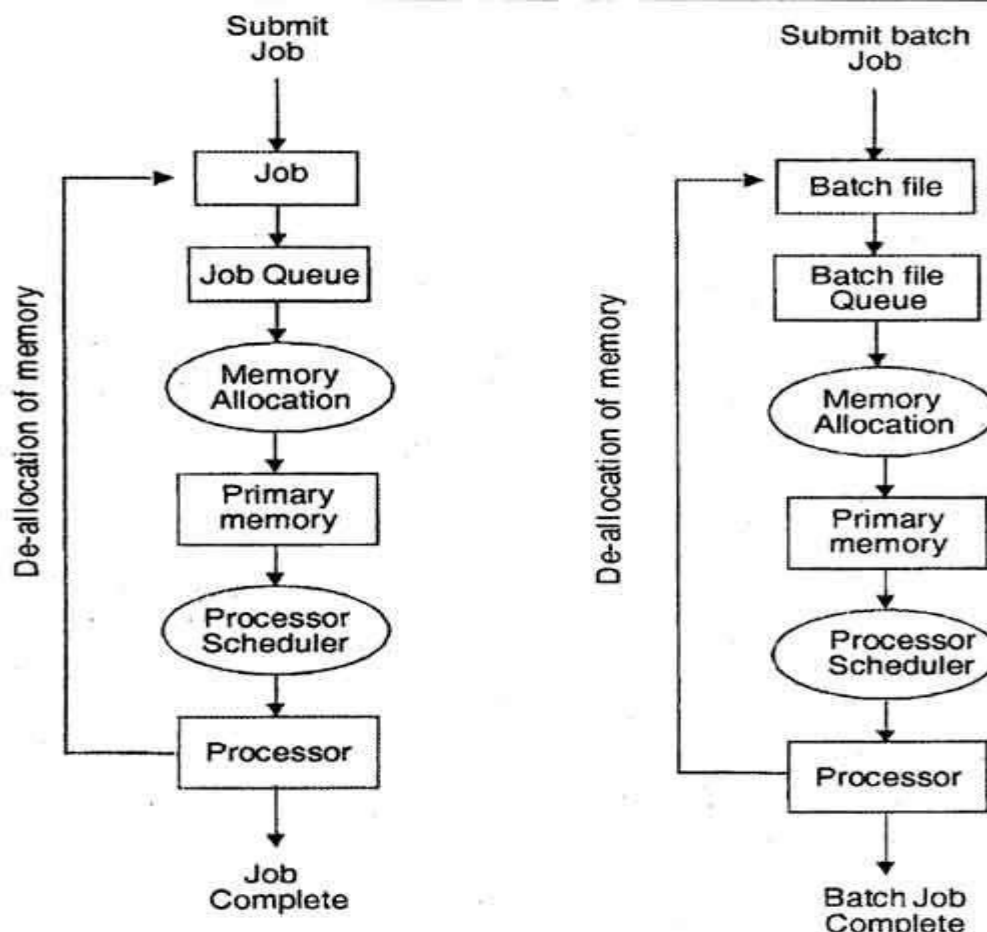 Submit
Job
Job
Job Queue
Memory
Allocation
Primary
memory
Processor
Scheduler
Processor
Job
Complete
De-allocation of memory
Submit batch
Job
Batch file
Batch file
Queue
Memory
Allocation
Primary
memory
Processor
Scheduler
Processor
Batch Job
Complete
De-allocation of memory